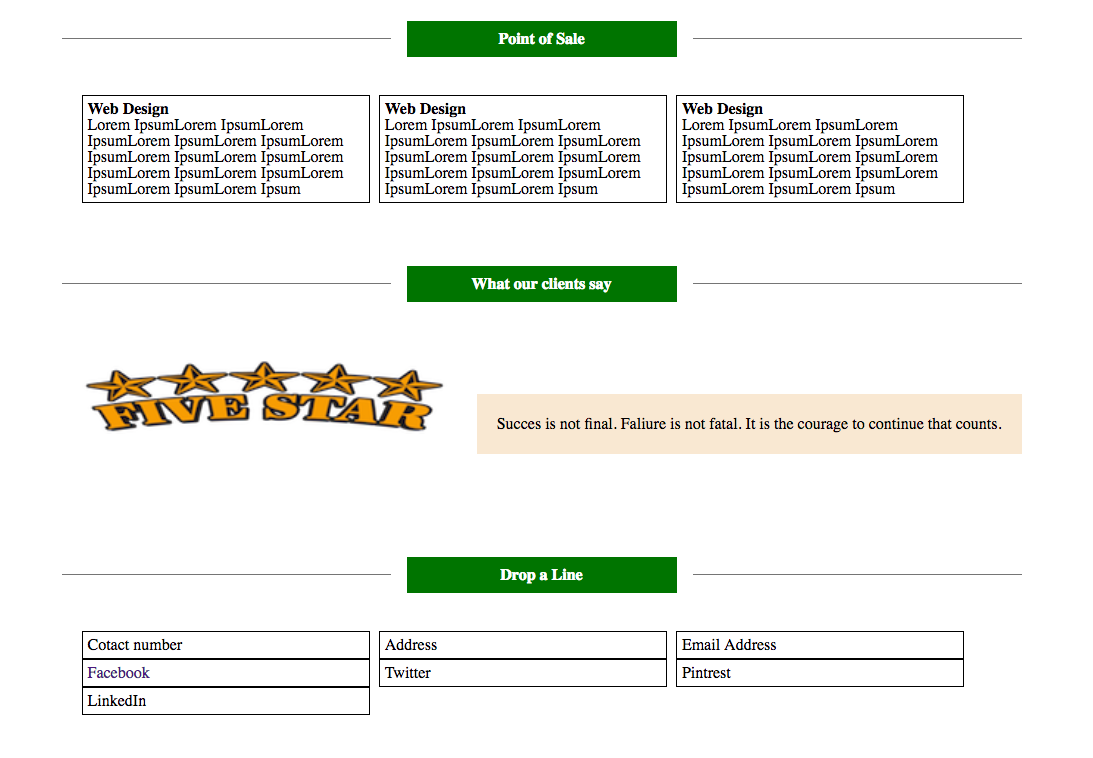 Point of Sale
Web Design
Lorem IpsumLorem IpsumLorem
IpsumLorem IpsumLorem IpsumLorem
IpsumLorem IpsumLorem IpsumLorem
IpsumLorem IpsumLorem IpsumLorem
IpsumLorem IpsumLorem Ipsum
Web Design
Lorem IpsumLorem IpsumLorem
IpsumLorem IpsumLorem IpsumLorem
IpsumLorem IpsumLorem IpsumLorem
IpsumLorem IpsumLorem IpsumLorem
IpsumLorem IpsumLorem Ipsum
Web Design
Lorem IpsumLorem IpsumLorem
IpsumLorem IpsumLorem IpsumLorem
IpsumLorem IpsumLorem IpsumLorem
IpsumLorem IpsumLorem IpsumLorem
IpsumLorem IpsumLorem Ipsum
What our clients say
FIVE STAR
Succes is not final. Faliure is not fatal. It is the courage to continue that counts.
Drop a Line
Cotact number
Address
Email Address
Facebook
Twitter
Pintrest
LinkedIn